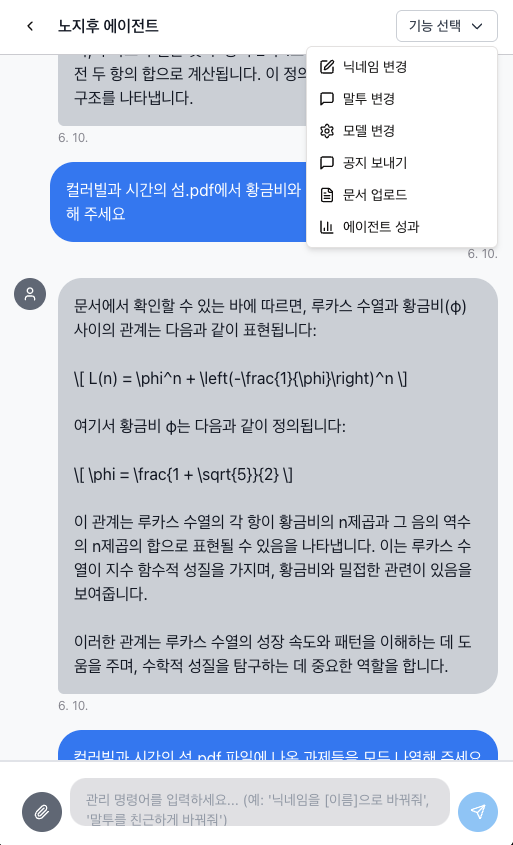 노지후 에이전트
기능 선택
닉네임 변경
말투 변경
모델 변경
공지 보내기
문서 업로드
에이전트 성과
전 두 항의 합으로 계산됩니다. 이 정의
구조를 나타냅니다.
6. 10.
컬러빌과 시간의 섬.pdf에서 황금비와
해 주세요
6. 10.
문서에서 확인할 수 있는 바에 따르면, 루카스 수열과 황금비(φ)
사이의 관계는 다음과 같이 표현됩니다:
\[ L(n) = \phi^n + \left(-\frac{1}{\phi}\right)^n \]
여기서 황금비 φ는 다음과 같이 정의됩니다:
\[ \phi = \frac{1 + \sqrt{5}}{2} \]
이 관계는 루카스 수열의 각 항이 황금비의 n제곱과 그 음의 역수
의 n제곱의 합으로 표현될 수 있음을 나타냅니다. 이는 루카스 수
열이 지수 함수적 성질을 가지며, 황금비와 밀접한 관련이 있음을
보여줍니다.
이러한 관계는 루카스 수열의 성장 속도와 패턴을 이해하는 데 도
움을 주며, 수학적 성질을 탐구하는 데 중요한 역할을 합니다.
6. 10.
컬러빌과 시간의 섬.pdf 파일에 나온 과제들을 모두 나열해 주세요
관리 명령어를 입력하세요... (예: '닉네임을 [이름]으로 바꿔줘',
'말투를 친근하게 바꿔줘')